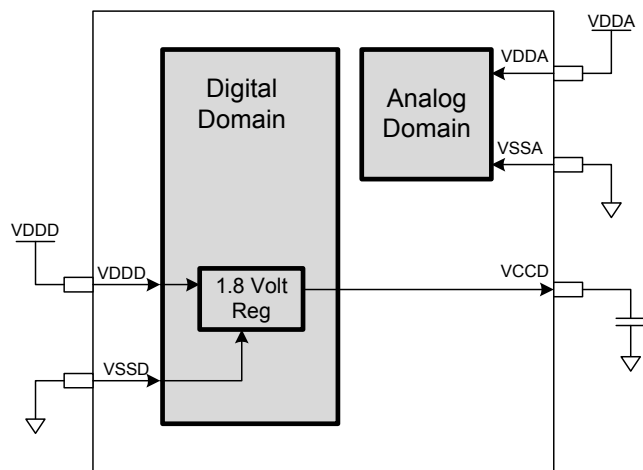 VDDA
VDDA
Digital
Domain
Analog
Domain
VSSA
VDDD
VDDD
1.8 Volt
Reg
VCCD
VSSD